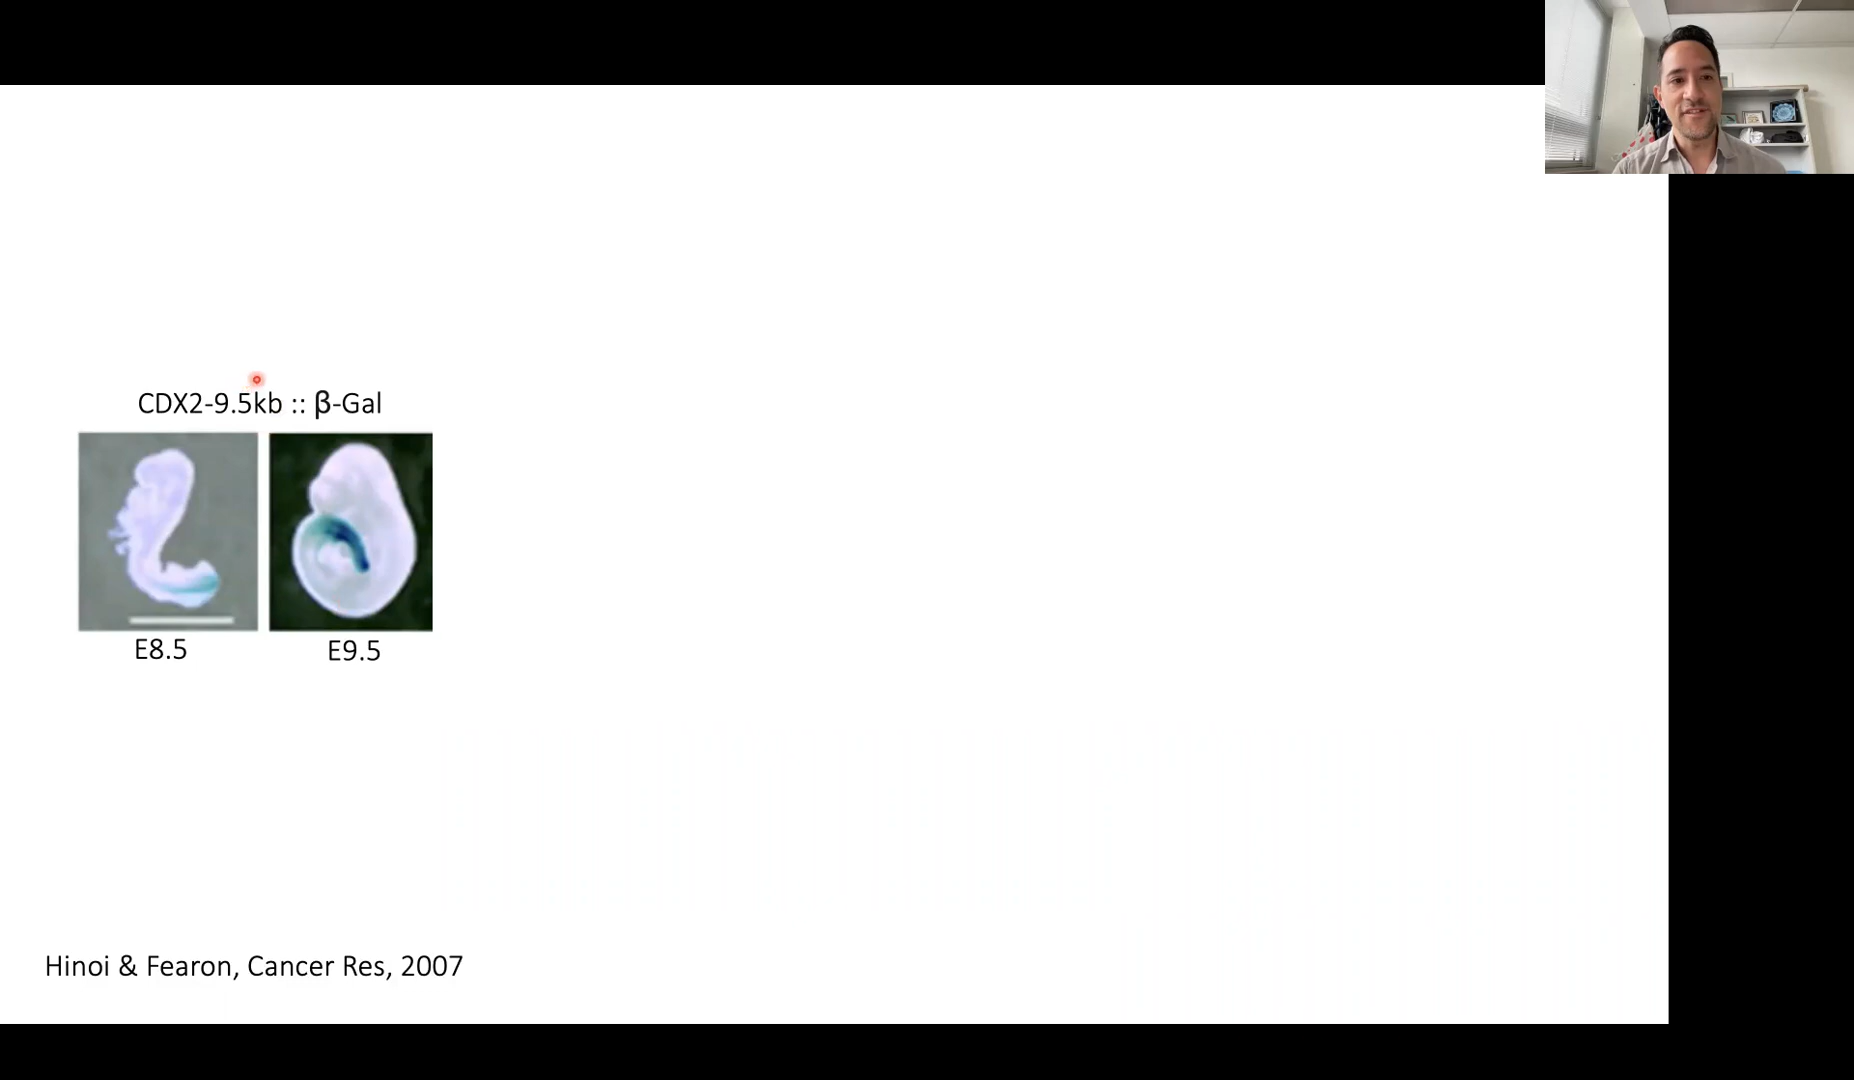 CDX2-9.5kb :: β-Gal
E8.5
E9.5
Hinoi & Fearon, Cancer Res, 2007